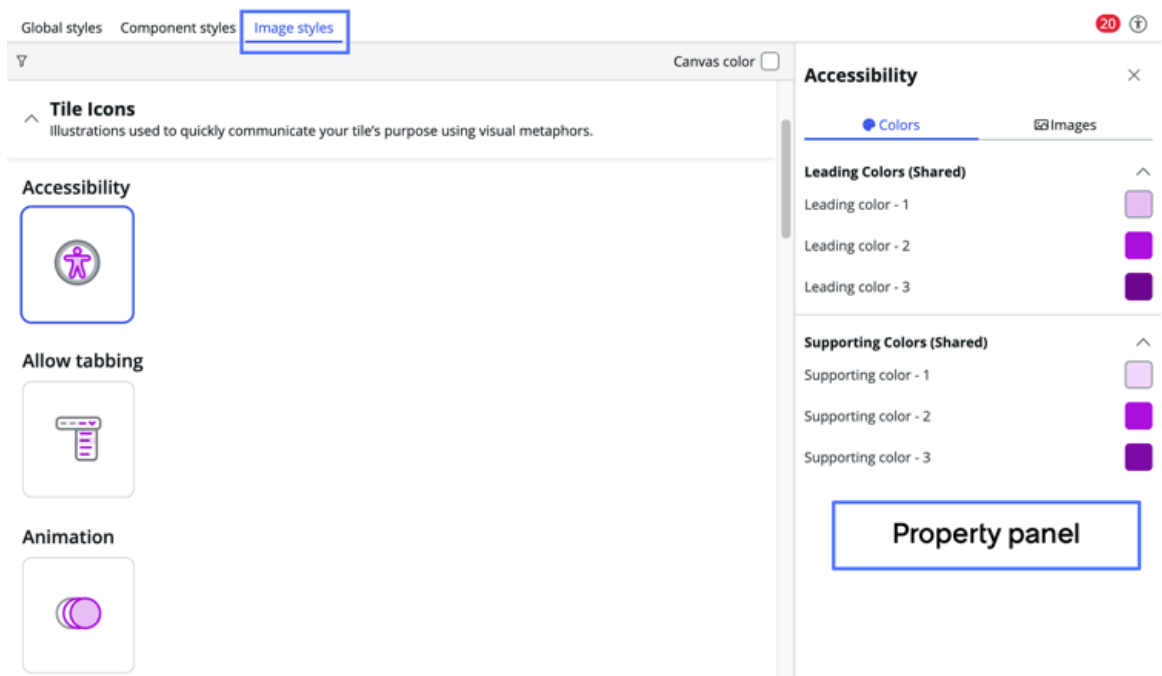 Global styles Component styles Image styles
20
Canvas color
Tile Icons
Illustrations used to quickly communicate your tile's purpose using visual metaphors.
Accessibility
Allow tabbing
Animation
Accessibility
Colors Images
Leading Colors (Shared)
Leading color - 1
Leading color - 2
Leading color - 3
Supporting Colors (Shared)
Supporting color - 1
Supporting color - 2
Supporting color - 3
Property panel